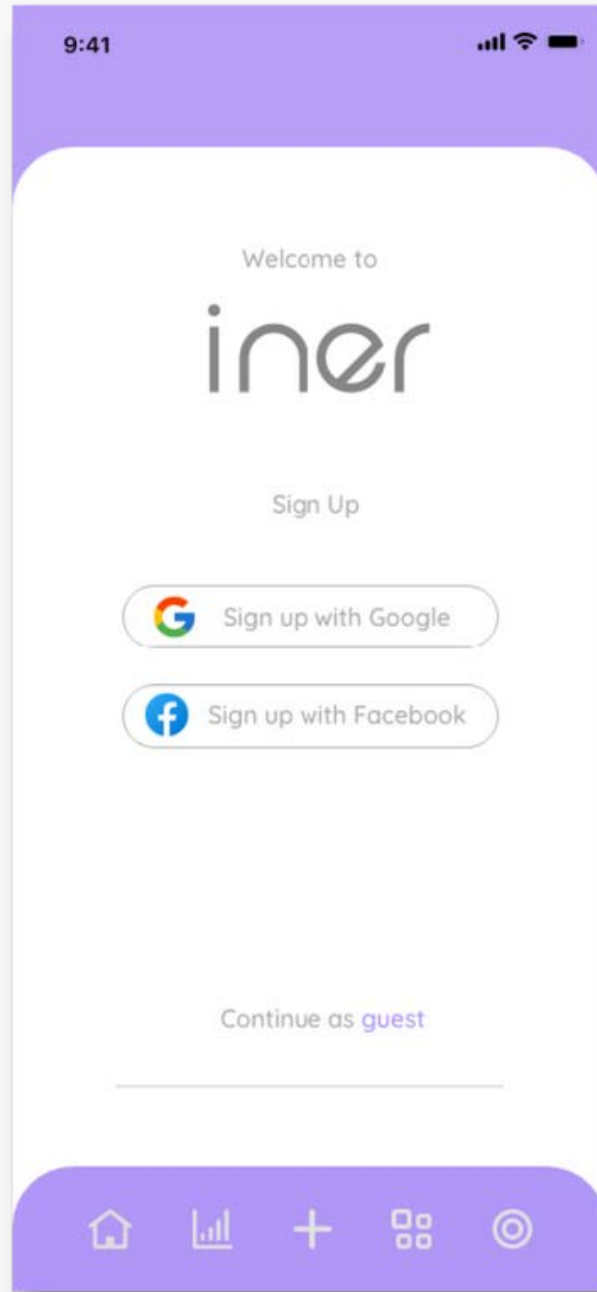 9:41
Welcome to
iner
Sign Up
Sign up with Google
Sign up with Facebook
Continue as guest